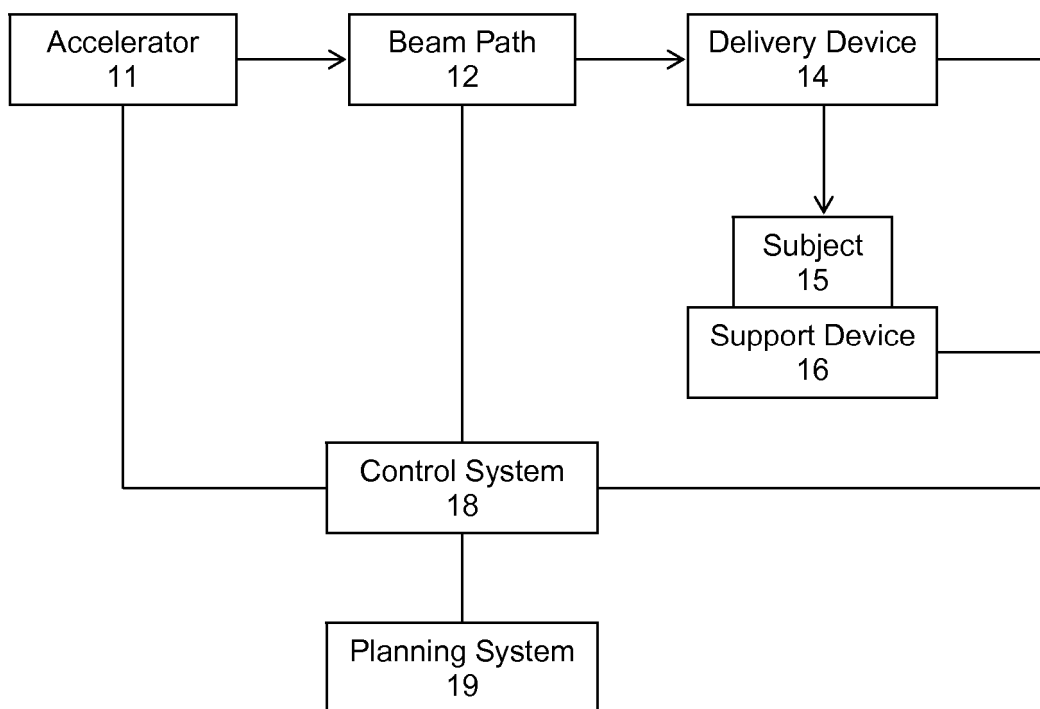 Accelerator
11
Beam Path
12
Delivery Device
14
Subject
15
Support Device
16
Control System
18
Planning System
19